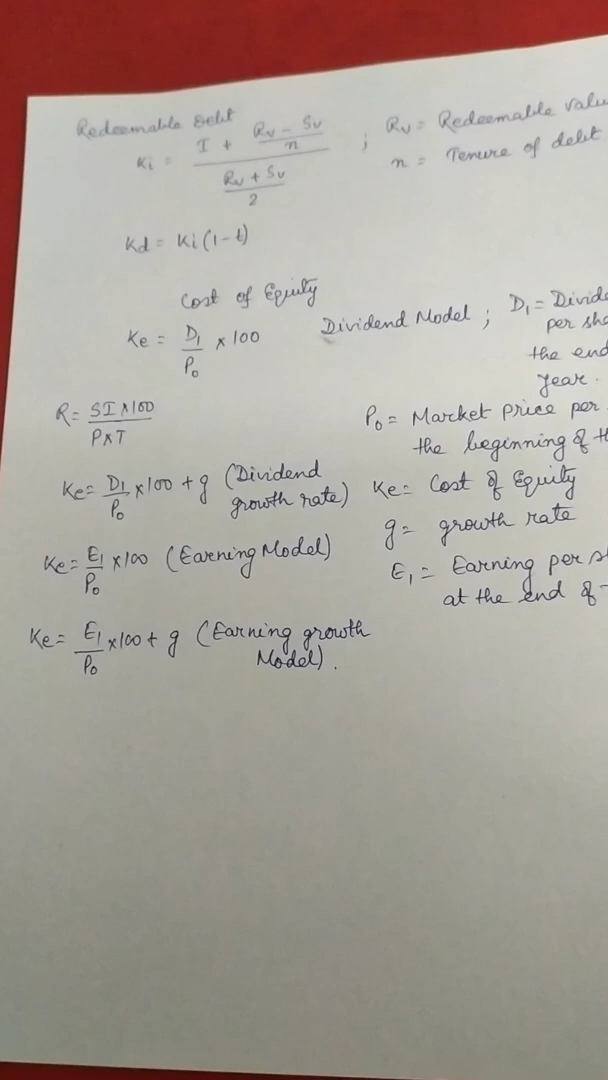 Redeemable Debt
Ki = I + Rv - Sv / n / Rv + Sv / 2 ; Rv = Redeemable Valu
n = Tenure of debt
Kd = Ki(1-t)
Cost of Equity
Ke = D1/P0 x 100 Dividend Model ; D1 = Divide
per sha
the end
year.
R = SI x 100 / P x T
P0 = Market price per
the beginning of th
Ke = D1/P0 x 100 + g (Dividend growth rate)
Ke = Cost of Equity
g = growth rate
Ke = E1/P0 x 100 (Earning Model)
E1 = Earning per s
at the end of
Ke = E1/P0 x 100 + g (Earning growth
Model).